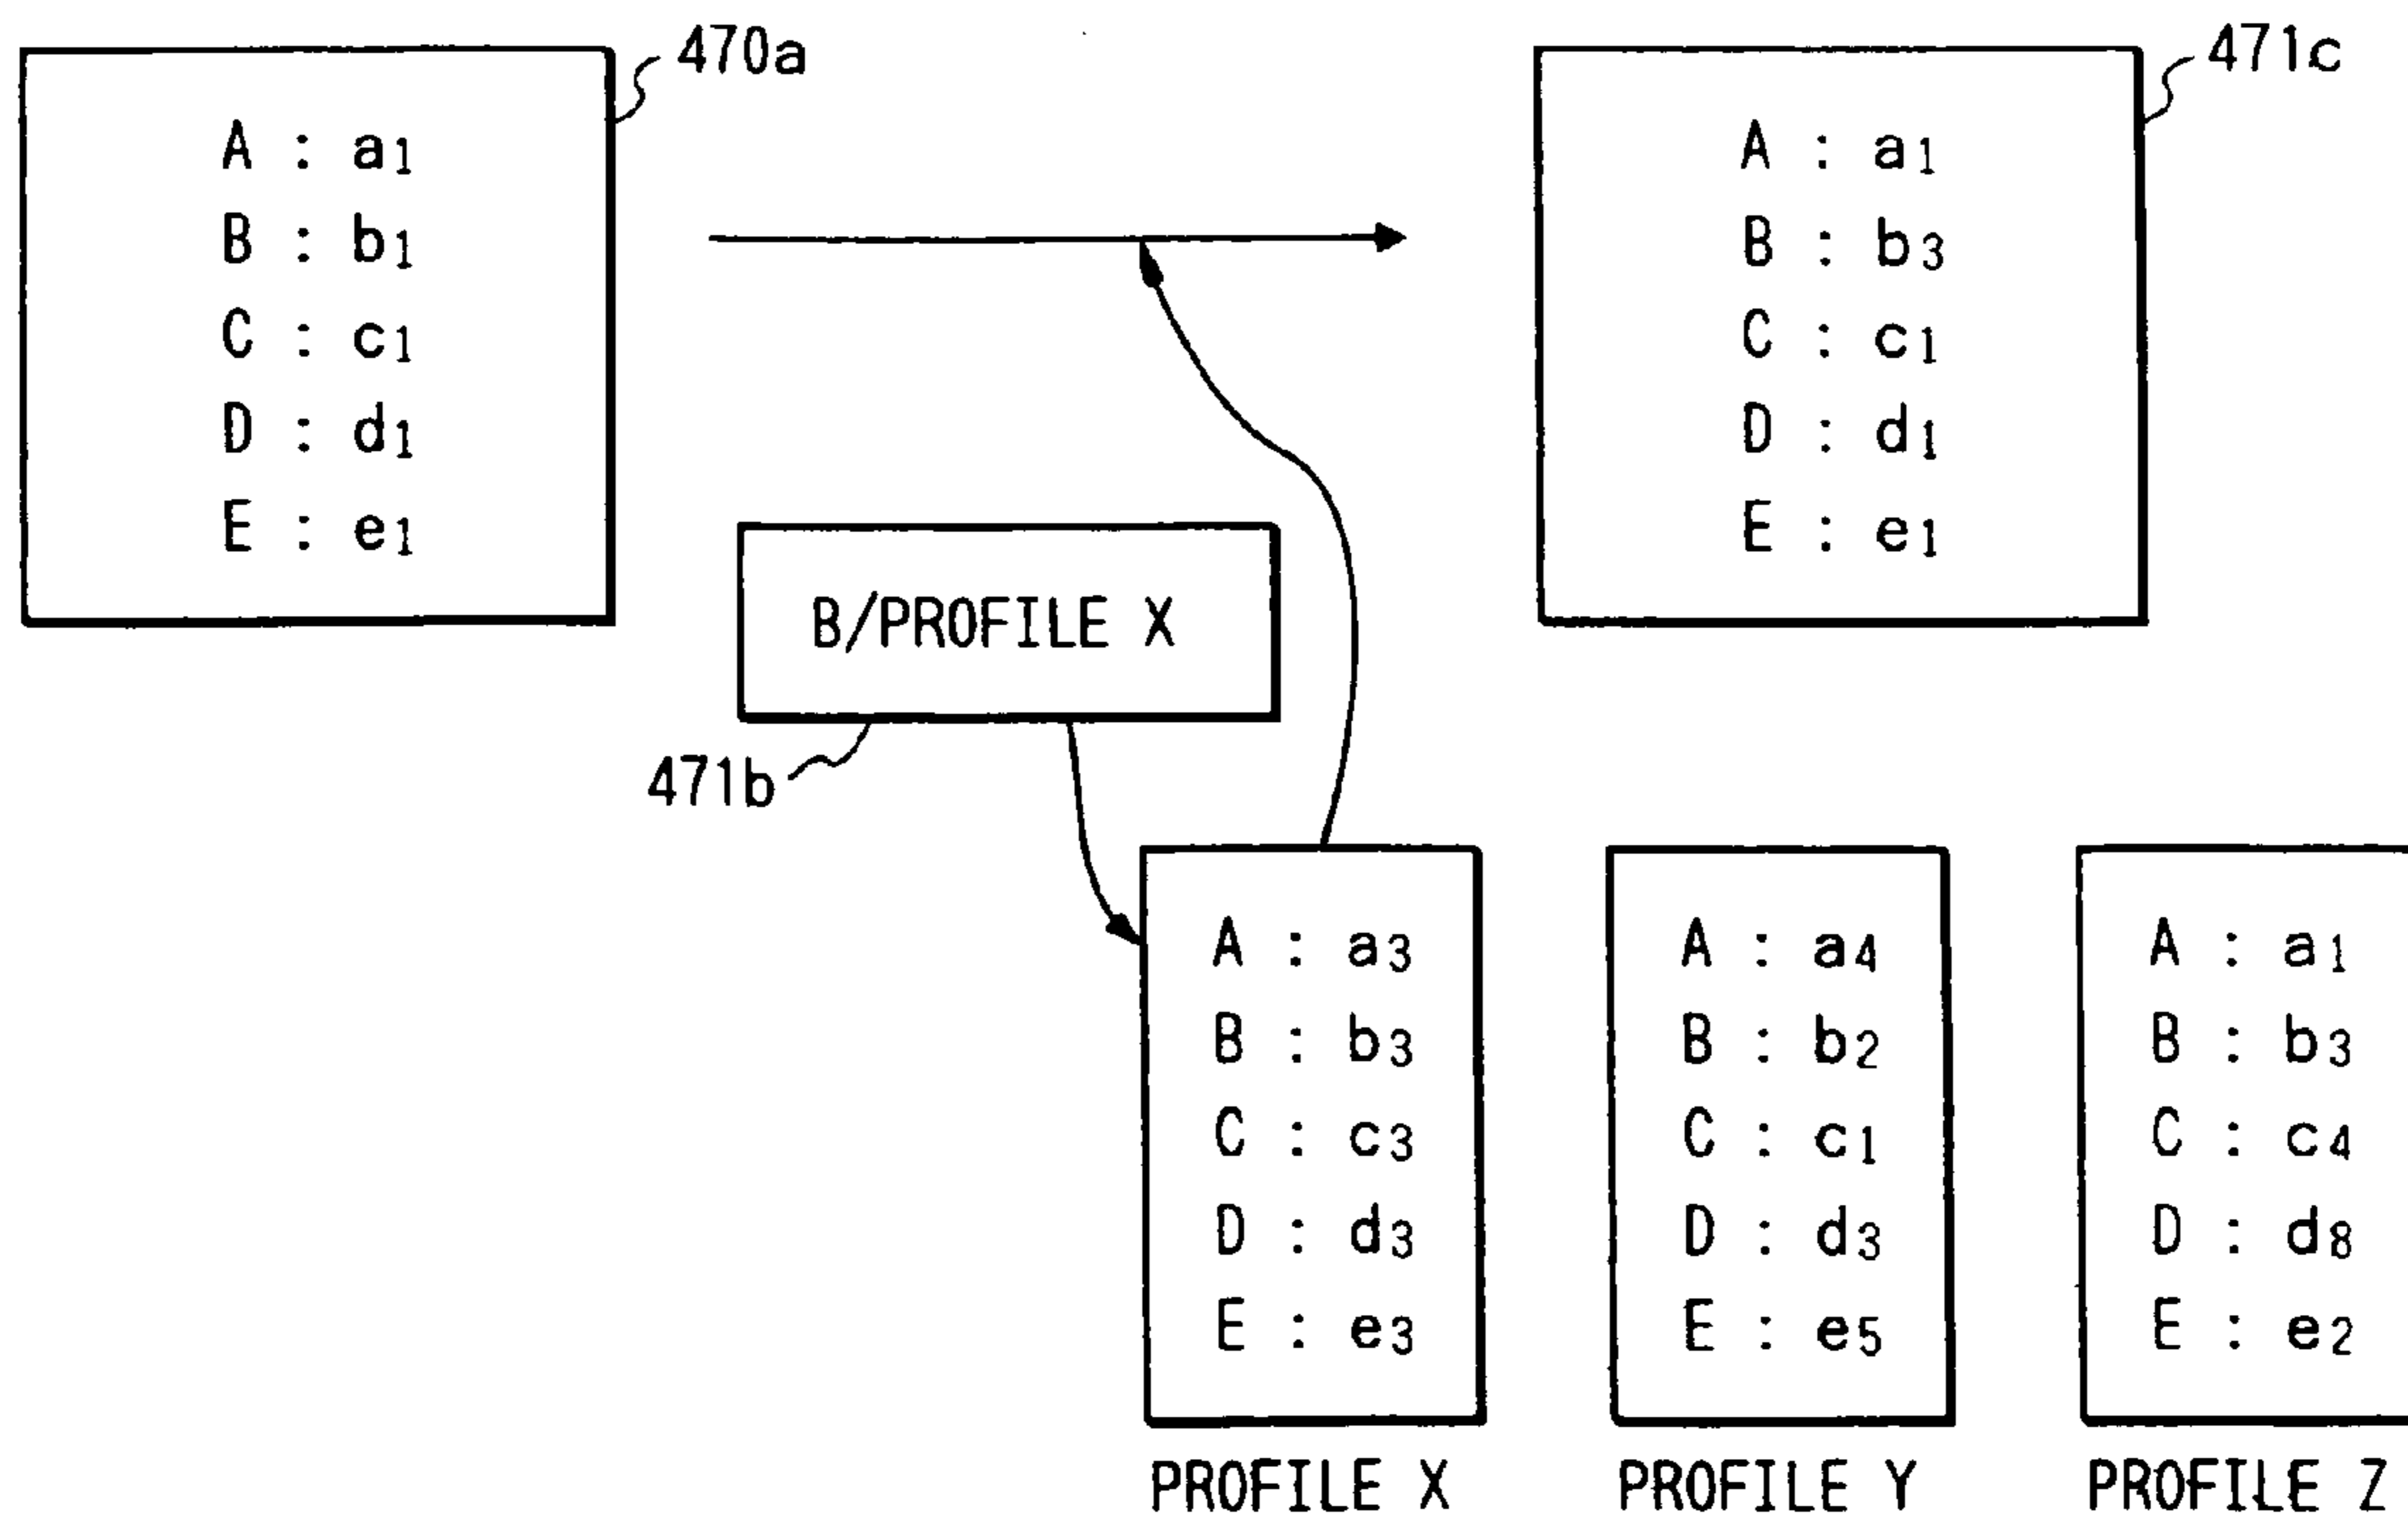 470a
A : a1
B : b1
C : c1
D : d1
E : e1
471c
A : a1
B : b3
C : c1
D : d1
E : e1
B/PROFILE X
471b
A : a3
B : b3
C : c3
D : d3
E : e3
PROFILE X
A : a4
B : b2
C : c1
D : d3
E : e5
PROFILE Y
A : a1
B : b3
C : c4
D : d8
E : e2
PROFILE Z